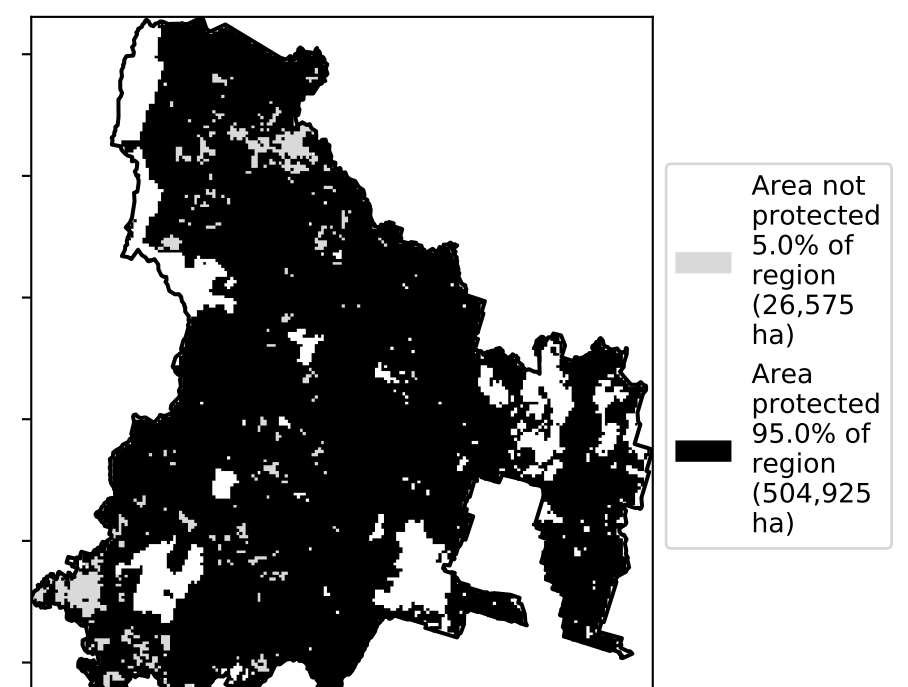 Area not
protected
5.0% of
region
(26,575
ha)
Area
protected
95.0% of
region
(504,925
ha)